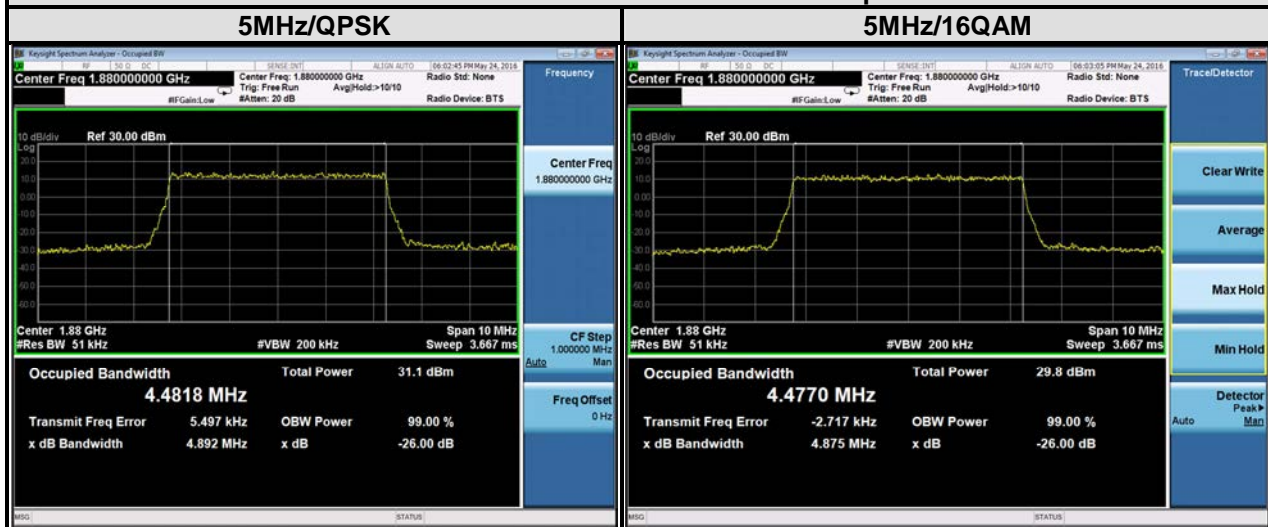 5MHz/QPSK
5MHz/16QAM
Keysight Spectrum Analyzer - Occupied BW
RF 50 Ω DC SENSE:INT ALIGN AUTO 06:02:45 PM May 24, 2016
Center Freq 1.880000000 GHz
Center Freq: 1.880000000 GHz
Radio Std: None
Trig: Free Run Avg|Hold:>10/10
#IFGain:Low #Atten: 20 dB Radio Device: BTS
Frequency
10 dB/div Ref 30.00 dBm
Log
20.0
10.0
0.00
Center Freq
1.880000000 GHz
Center 1.88 GHz Span 10 MHz
#Res BW 51 kHz #VBW 200 kHz Sweep 3.667 ms
CF Step
1.000000 MHz
Auto Man
Occupied Bandwidth Total Power 31.1 dBm
4.4818 MHz
Transmit Freq Error 5.497 kHz OBW Power 99.00 %
x dB Bandwidth 4.892 MHz x dB -26.00 dB
Freq Offset
0 Hz
MSG STATUS
Keysight Spectrum Analyzer - Occupied BW
RF 50 Ω DC SENSE:INT ALIGN AUTO 06:03:05 PM May 24, 2016
Center Freq 1.880000000 GHz
Center Freq: 1.880000000 GHz
Radio Std: None
Trig: Free Run Avg|Hold:>10/10
#IFGain:Low #Atten: 20 dB Radio Device: BTS
Trace/Detector
10 dB/div Ref 30.00 dBm
Log
20.0
10.0
0.00
Clear Write
Average
Max Hold
Min Hold
Center 1.88 GHz Span 10 MHz
#Res BW 51 kHz #VBW 200 kHz Sweep 3.667 ms
Occupied Bandwidth Total Power 29.8 dBm
4.4770 MHz
Transmit Freq Error -2.717 kHz OBW Power 99.00 %
x dB Bandwidth 4.875 MHz x dB -26.00 dB
Detector
Peak▶
Auto Man
MSG STATUS